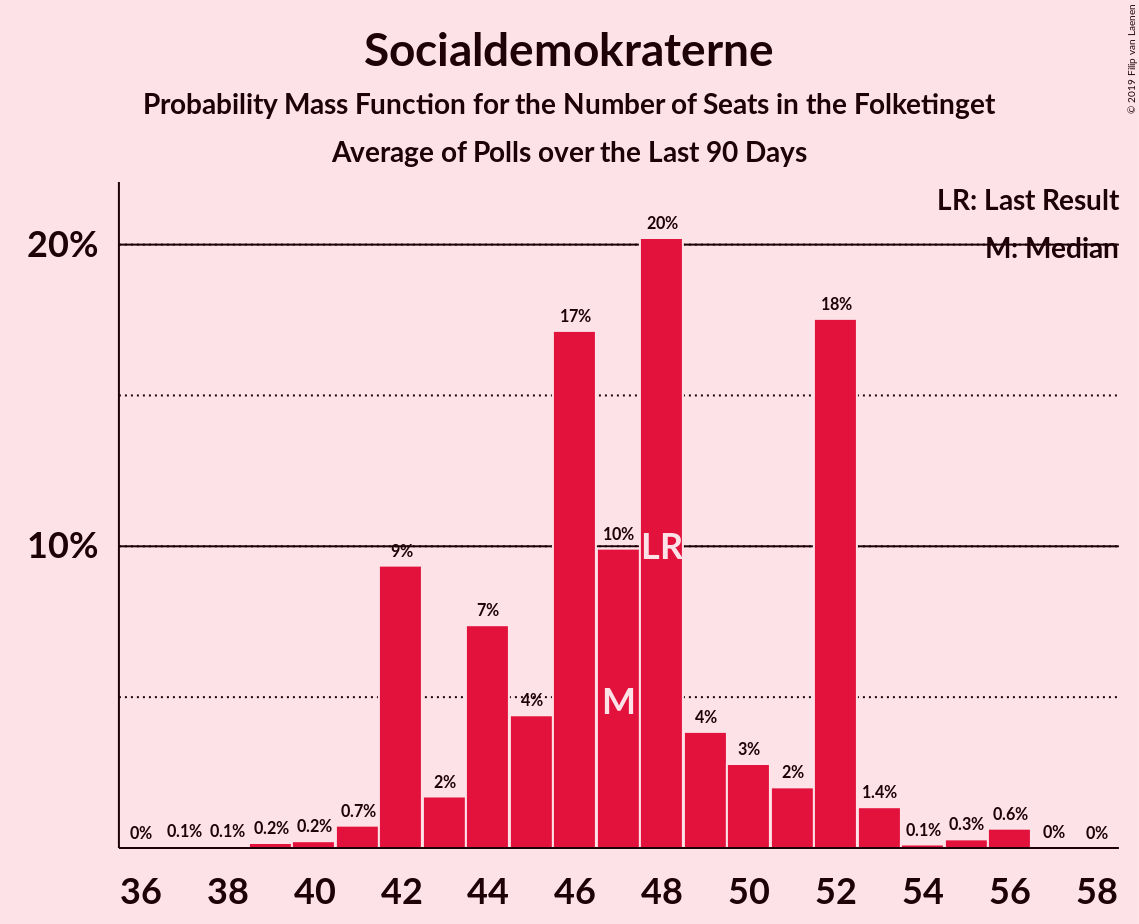 Socialdemokraterne
Probability Mass Function for the Number of Seats in the Folketinget
Average of Polls over the Last 90 Days
© 2019 Filip van Laenen
LR: Last Result
M: Median
20%
10%
0% 0.1% 0.1% 0.2% 0.2% 0.7% 9% 2% 7% 4% 17% 10% 20% 4% 3% 2% 18% 1.4% 0.1% 0.3% 0.6% 0% 0%
LR
M
36 38 40 42 44 46 48 50 52 54 56 58